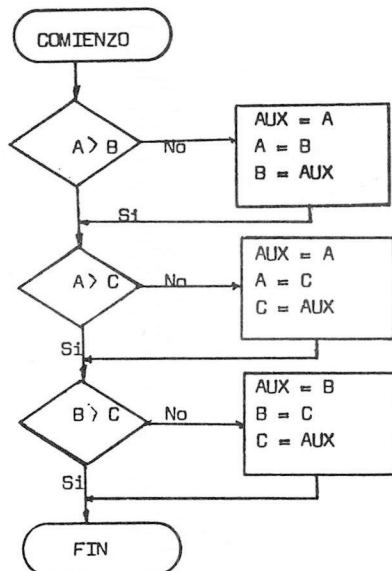 COMIENZO
A > B
No
AUX = A
A = B
B = AUX
Si
A > C
No
AUX = A
A = C
C = AUX
Si
B > C
No
AUX = B
B = C
C = AUX
Si
FIN